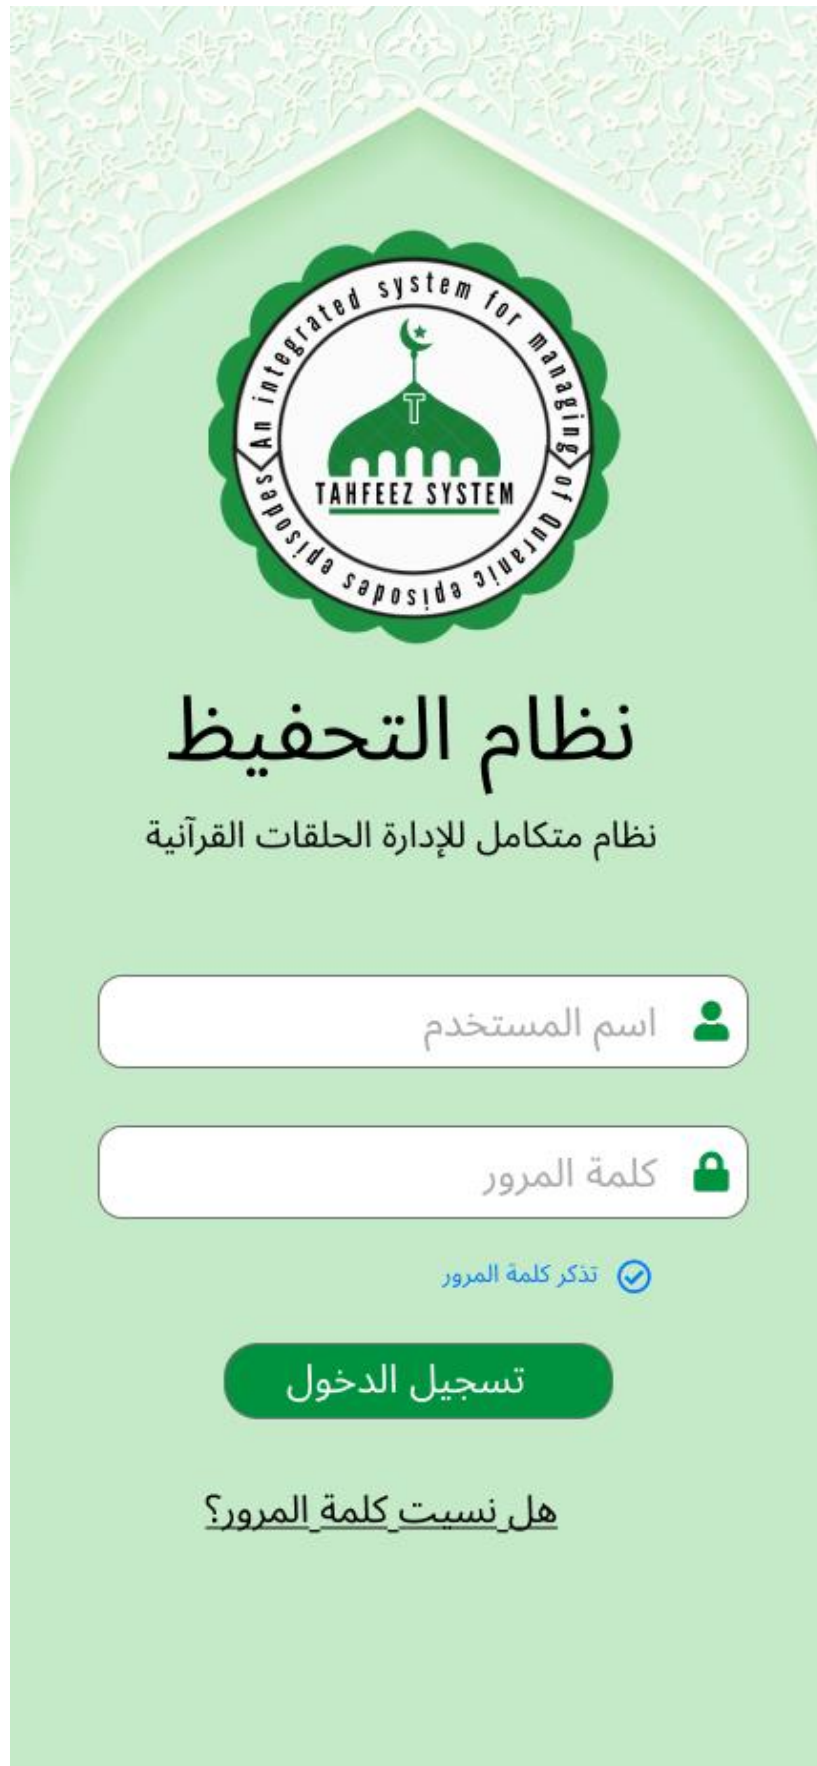 An integrated system for managing of Quranic episodes episodes
T
TAHFEEZ SYSTEM
نظام التحفيظ
نظام متكامل للإدارة الحلقات القرآنية
اسم المستخدم
كلمة المرور
تذكر كلمة المرور
تسجيل الدخول
هل نسيت كلمة المرور؟